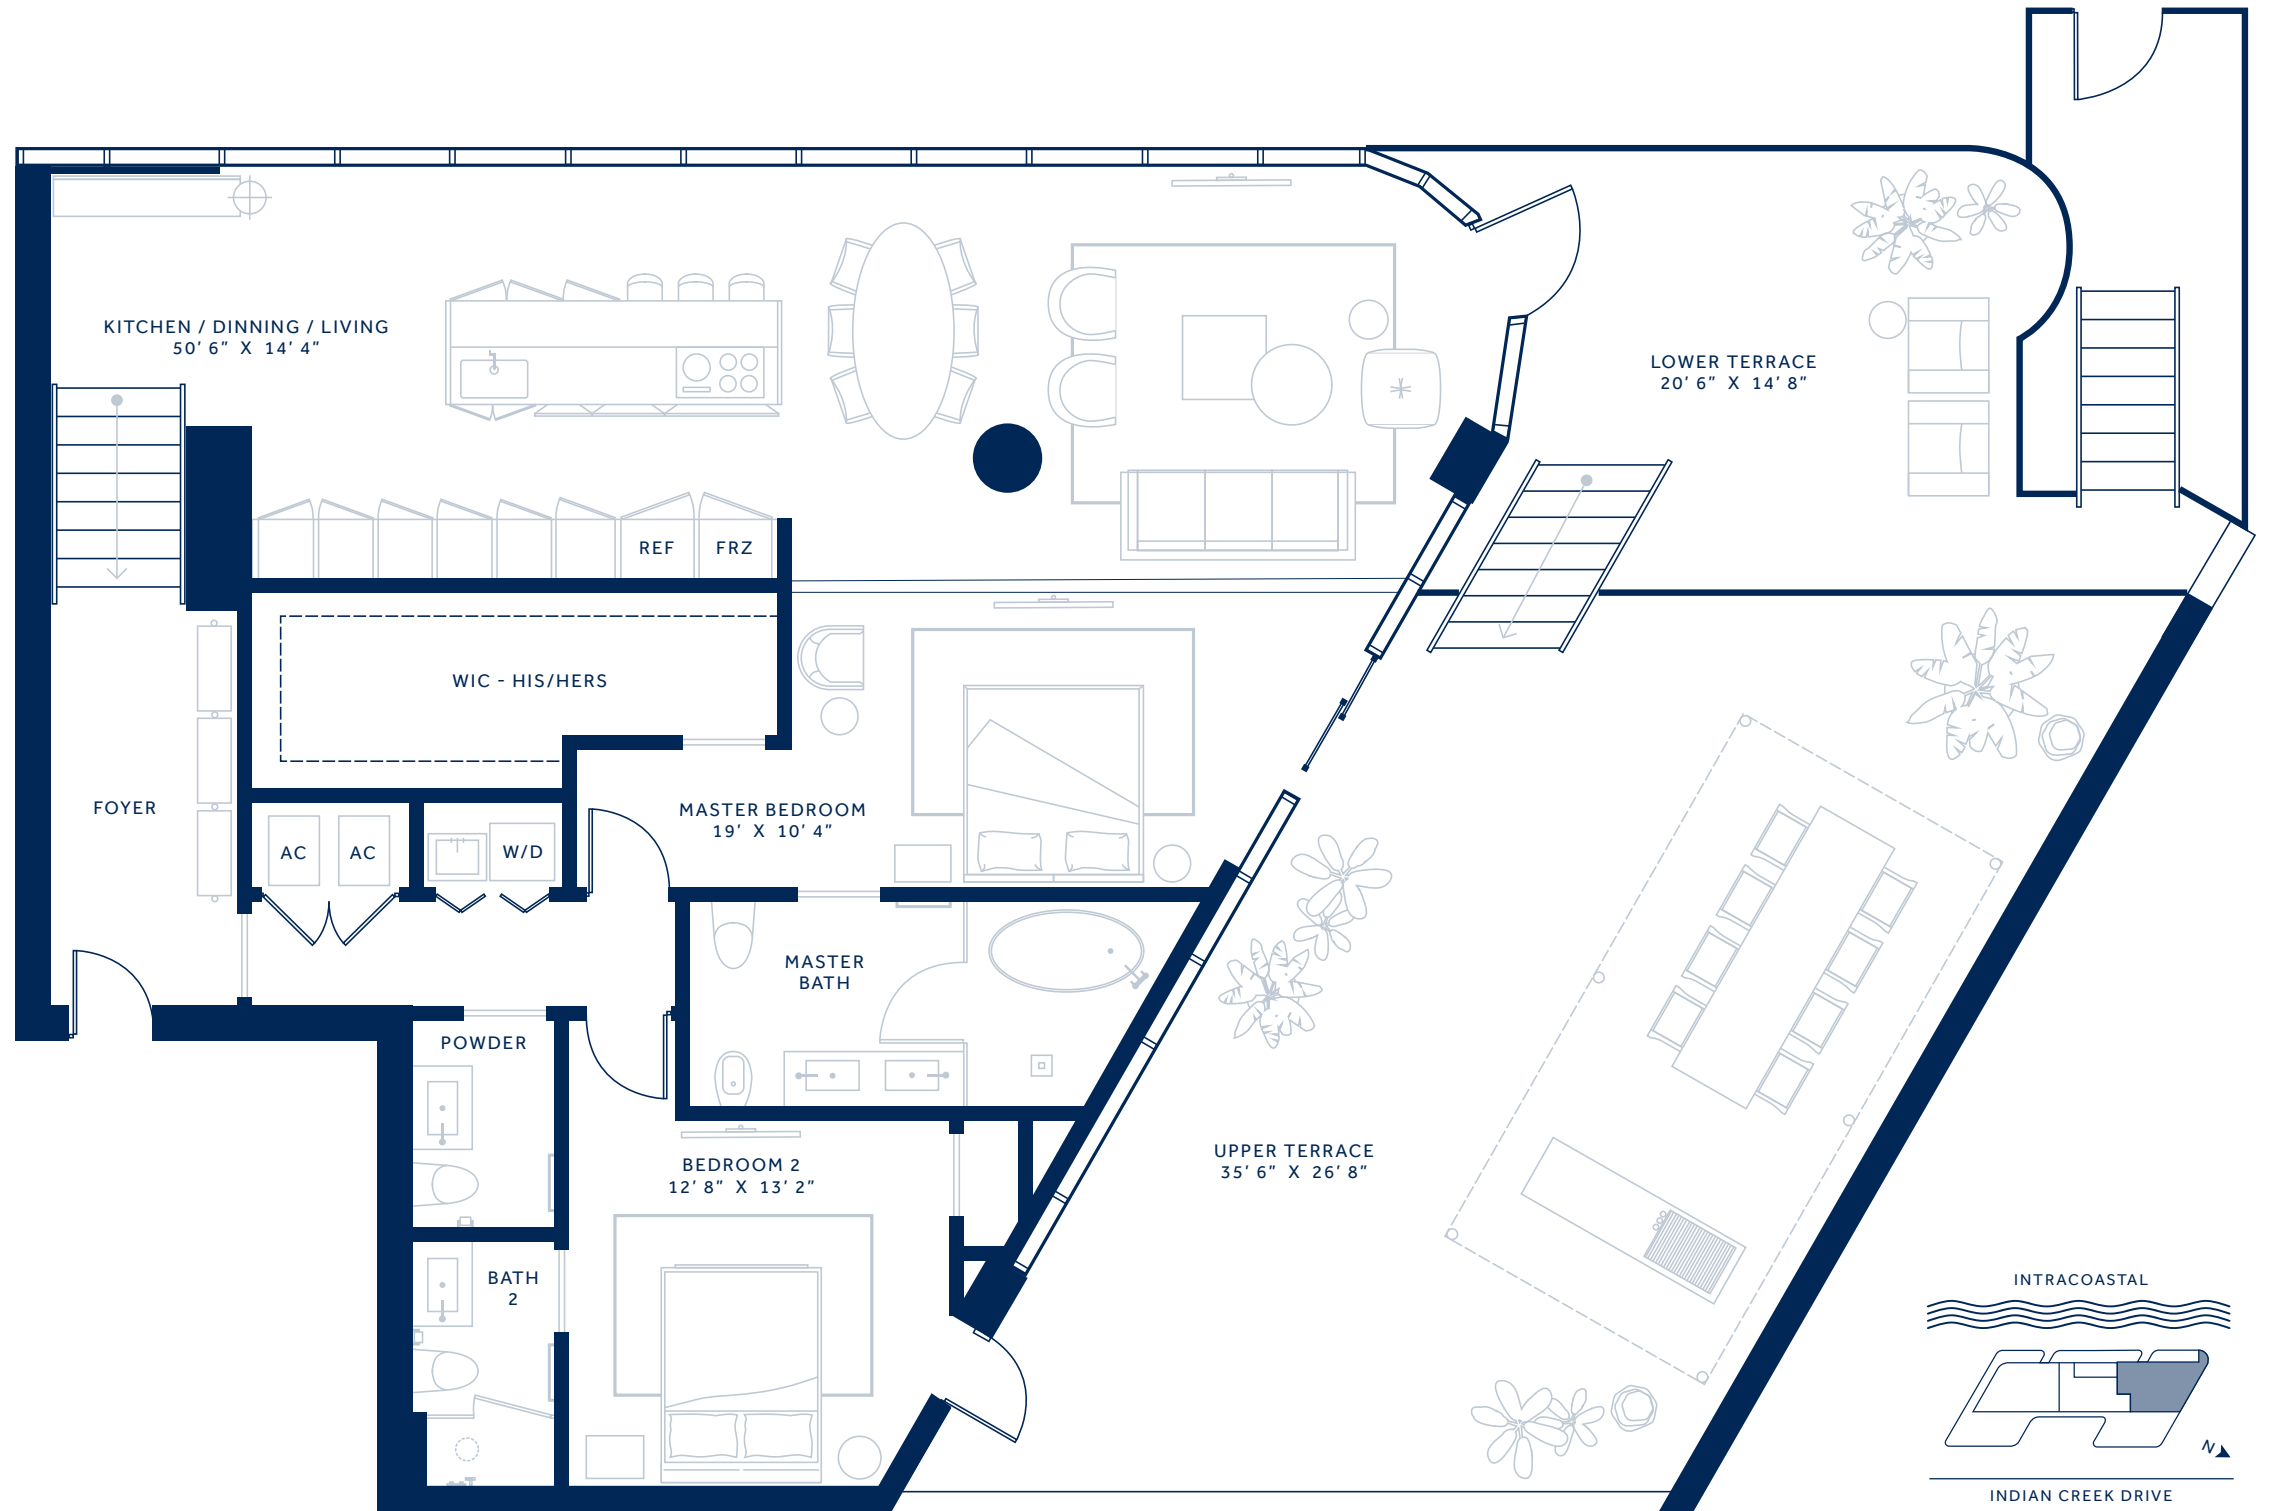 KITCHEN / DINNING / LIVING
50' 6" X 14' 4"
LOWER TERRACE
20' 6" X 14' 8"
REF
FRZ
WIC - HIS/HERS
FOYER
MASTER BEDROOM
19' X 10' 4"
AC
AC
W/D
MASTER
BATH
POWDER
BEDROOM 2
12' 8" X 13' 2"
UPPER TERRACE
35' 6" X 26' 8"
BATH
2
INTRACOASTAL
N
INDIAN CREEK DRIVE